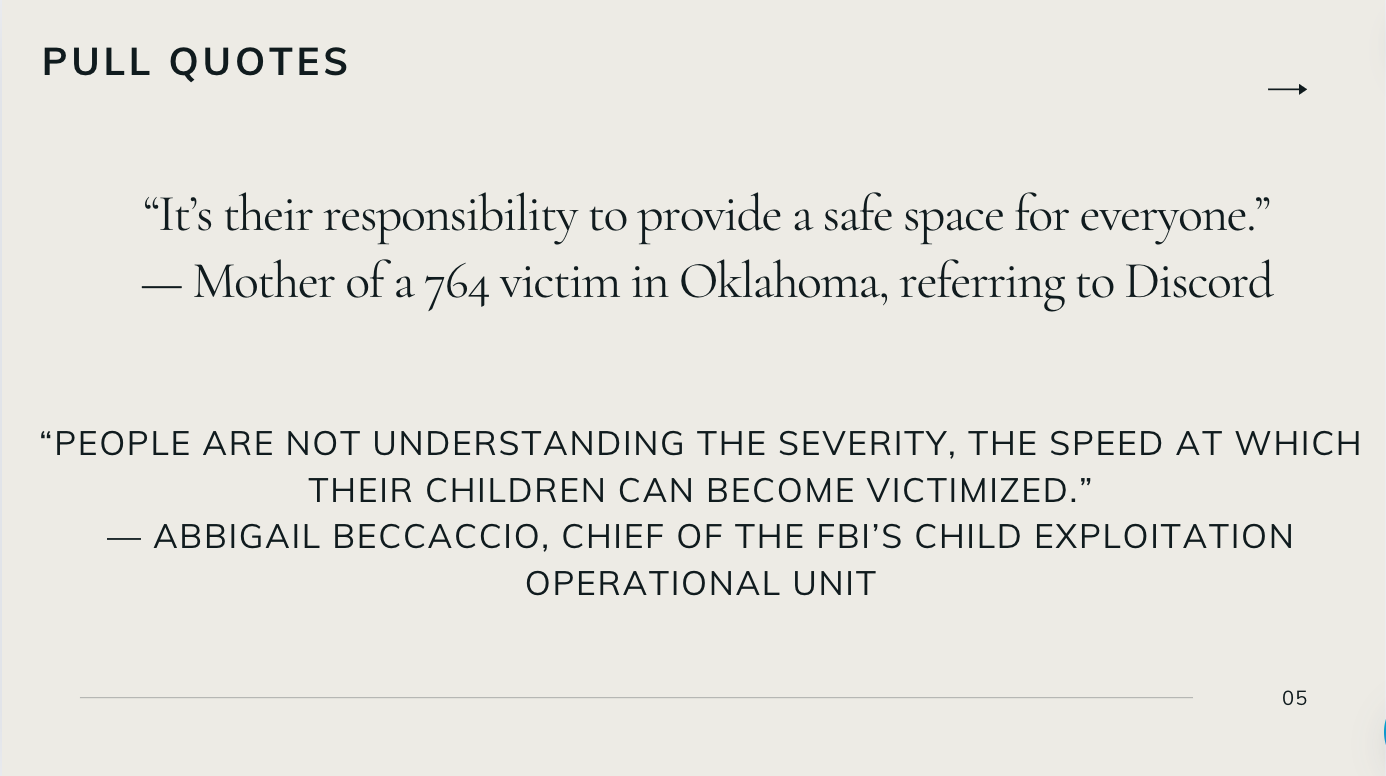 PULL QUOTES
“It’s their responsibility to provide a safe space for everyone.”
— Mother of a 764 victim in Oklahoma, referring to Discord
“PEOPLE ARE NOT UNDERSTANDING THE SEVERITY, THE SPEED AT WHICH
THEIR CHILDREN CAN BECOME VICTIMIZED.”
— ABBIGAIL BECCACCIO, CHIEF OF THE FBI’S CHILD EXPLOITATION
OPERATIONAL UNIT
05